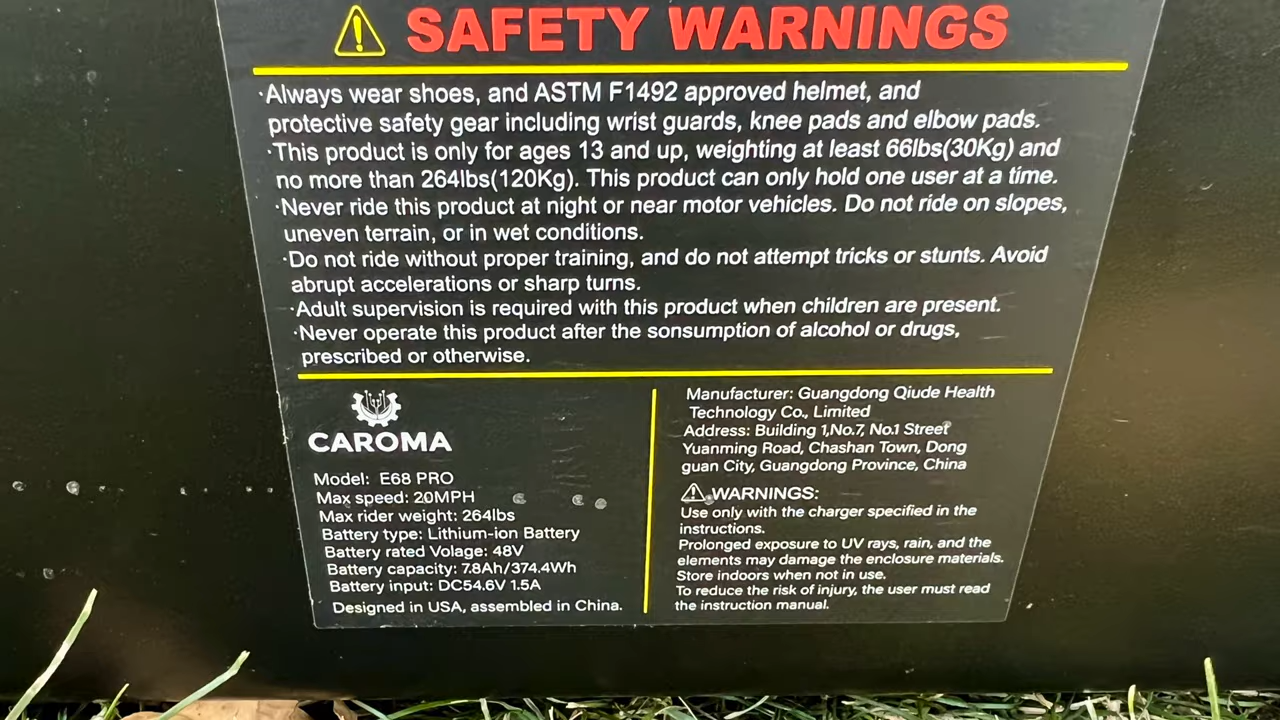 SAFETY WARNINGS
·Always wear shoes, and ASTM F1492 approved helmet, and
protective safety gear including wrist guards, knee pads and elbow pads.
·This product is only for ages 13 and up, weighting at least 66lbs(30Kg) and
no more than 264lbs(120Kg). This product can only hold one user at a time.
·Never ride this product at night or near motor vehicles. Do not ride on slopes,
uneven terrain, or in wet conditions.
·Do not ride without proper training, and do not attempt tricks or stunts. Avoid
abrupt accelerations or sharp turns.
·Adult supervision is required with this product when children are present.
·Never operate this product after the sonsumption of alcohol or drugs,
prescribed or otherwise.
CAROMA
Model: E68 PRO
Max speed: 20MPH
Max rider weight: 264lbs
Battery type: Lithium-ion Battery
Battery rated Volage: 48V
Battery capacity: 7.8Ah/374.4Wh
Battery input: DC54.6V 1.5A
Designed in USA, assembled in China.
Manufacturer: Guangdong Qiude Health
Technology Co., Limited
Address: Building 1,No.7, No.1 Street
Yuanming Road, Chashan Town, Dong
guan City, Guangdong Province, China
WARNINGS:
Use only with the charger specified in the
instructions.
Prolonged exposure to UV rays, rain, and the
elements may damage the enclosure materials.
Store indoors when not in use.
To reduce the risk of injury, the user must read
the instruction manual.